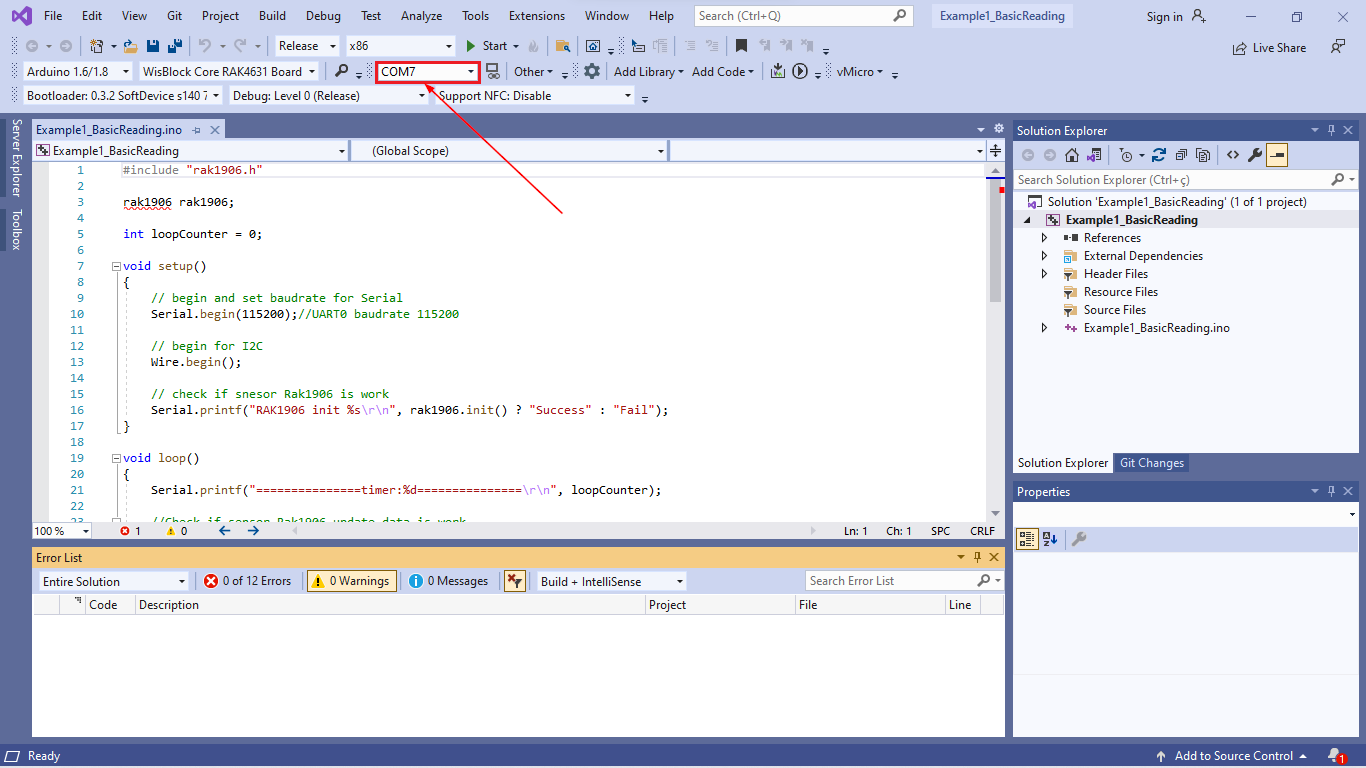 File Edit View Git Project Build Debug Test Analyze Tools Extensions Window Help Search (Ctrl+Q) Example1_BasicReading Sign in
Release x86 Start Live Share
Arduino 1.6/1.8 WisBlock Core RAK4631 Board COM7 Other Add Library Add Code vMicro
Bootloader: 0.3.2 SoftDevice s140 7 Debug: Level 0 (Release) Support NFC: Disable
Server Explorer
Toolbox
Example1_BasicReading.ino
Example1_BasicReading (Global Scope)
1 #include "rak1906.h"
2
3 rak1906 rak1906;
4
5 int loopCounter = 0;
6
7 void setup()
8 {
9 // begin and set baudrate for Serial
10 Serial.begin(115200);//UART0 baudrate 115200
11
12 // begin for I2C
13 Wire.begin();
14
15 // check if snesor Rak1906 is work
16 Serial.printf("RAK1906 init %s\r\n", rak1906.init() ? "Success" : "Fail");
17 }
18
19 void loop()
20 {
21 Serial.printf("===============timer:%d===============\r\n", loopCounter);
22
23 //Check if sensor Rak1906 update data is work
100 % 1 0 Ln: 1 Ch: 1 SPC CRLF
Error List
Entire Solution 0 of 12 Errors 0 Warnings 0 Messages Build + IntelliSense Search Error List
Code Description Project File Line
Solution Explorer
Search Solution Explorer (Ctrl+ç)
Solution 'Example1_BasicReading' (1 of 1 project)
Example1_BasicReading
References
External Dependencies
Header Files
Resource Files
Source Files
Example1_BasicReading.ino
Solution Explorer Git Changes
Properties
Ready Add to Source Control 1